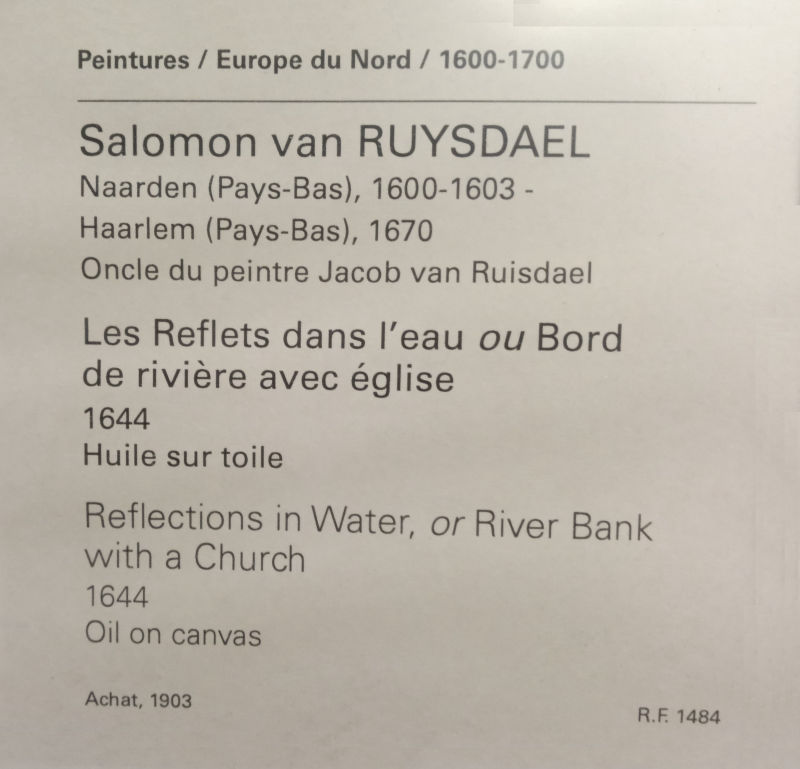 Peintures / Europe du Nord / 1600-1700
Salomon van RUYSDAEL
Naarden (Pays-Bas), 1600-1603 -
Haarlem (Pays-Bas), 1670
Oncle du peintre Jacob van Ruisdael
Les Reflets dans l'eau ou Bord
de rivière avec église
1644
Huile sur toile
Reflections in Water, or River Bank
with a Church
1644
Oil on canvas
Achat, 1903
R.F. 1484